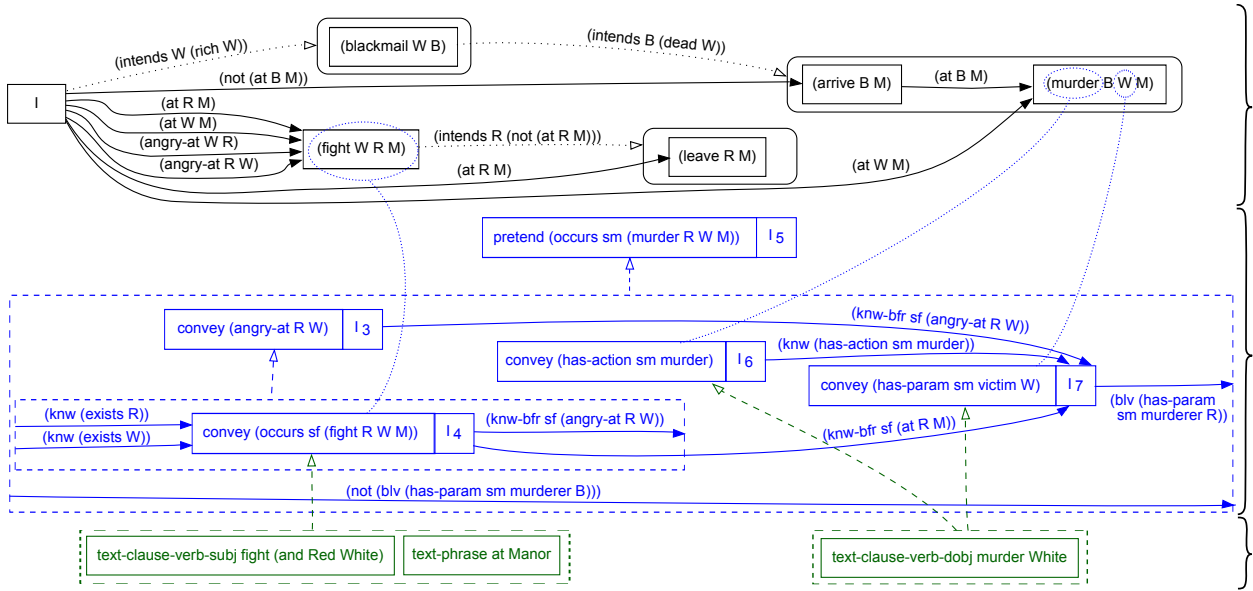 (intends W (rich W))
(blackmail W B)
(intends B (dead W))
(not (at B M))
(arrive B M)
(at B M)
(murder B W M)
I
(at R M)
(at W M)
(angry-at W R)
(angry-at R W)
(fight W R M)
(intends R (not (at R M)))
(leave R M)
(at R M)
(at W M)
pretend (occurs sm (murder R W M))
I 5
convey (angry-at R W)
I 3
(knw-bfr sf (angry-at R W))
convey (has-action sm murder)
I 6
(knw (has-action sm murder))
convey (has-param sm victim W)
I 7
(blv (has-param
sm murderer R))
(knw (exists R))
(knw (exists W))
convey (occurs sf (fight R W M))
I 4
(knw-bfr sf (angry-at R W))
(knw-bfr sf (at R M))
(not (blv (has-param sm murderer B)))
text-clause-verb-subj fight (and Red White)
text-phrase at Manor
text-clause-verb-dobj murder White